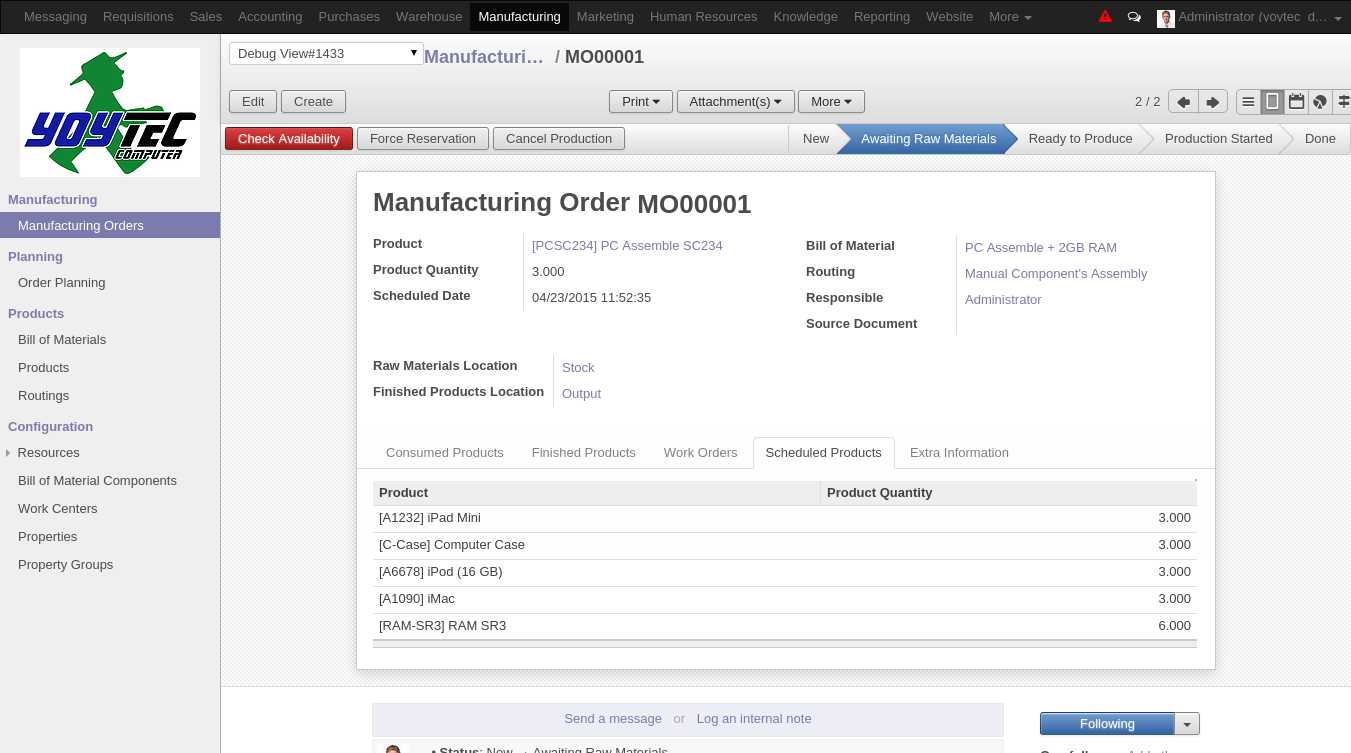 Messaging Requisitions Sales Accounting Purchases Warehouse Manufacturing Marketing Human Resources Knowledge Reporting Website More Administrator (yoytec_d…
Debug View#1433 Manufacturi… / MO00001
Edit Create Print Attachment(s) More 2 / 2
Check Availability Force Reservation Cancel Production New Awaiting Raw Materials Ready to Produce Production Started Done
YOYTEC
COMPUTER
Manufacturing
Manufacturing Orders
Planning
Order Planning
Products
Bill of Materials
Products
Routings
Configuration
Resources
Bill of Material Components
Work Centers
Properties
Property Groups
Manufacturing Order MO00001
Product [PCSC234] PC Assemble SC234
Product Quantity 3.000
Scheduled Date 04/23/2015 11:52:35
Bill of Material PC Assemble + 2GB RAM
Routing Manual Component's Assembly
Responsible Administrator
Source Document
Raw Materials Location Stock
Finished Products Location Output
Consumed Products Finished Products Work Orders Scheduled Products Extra Information
Product Product Quantity
[A1232] iPad Mini 3.000
[C-Case] Computer Case 3.000
[A6678] iPod (16 GB) 3.000
[A1090] iMac 3.000
[RAM-SR3] RAM SR3 6.000
Send a message or Log an internal note
Following
• Status: New → Awaiting Raw Materials